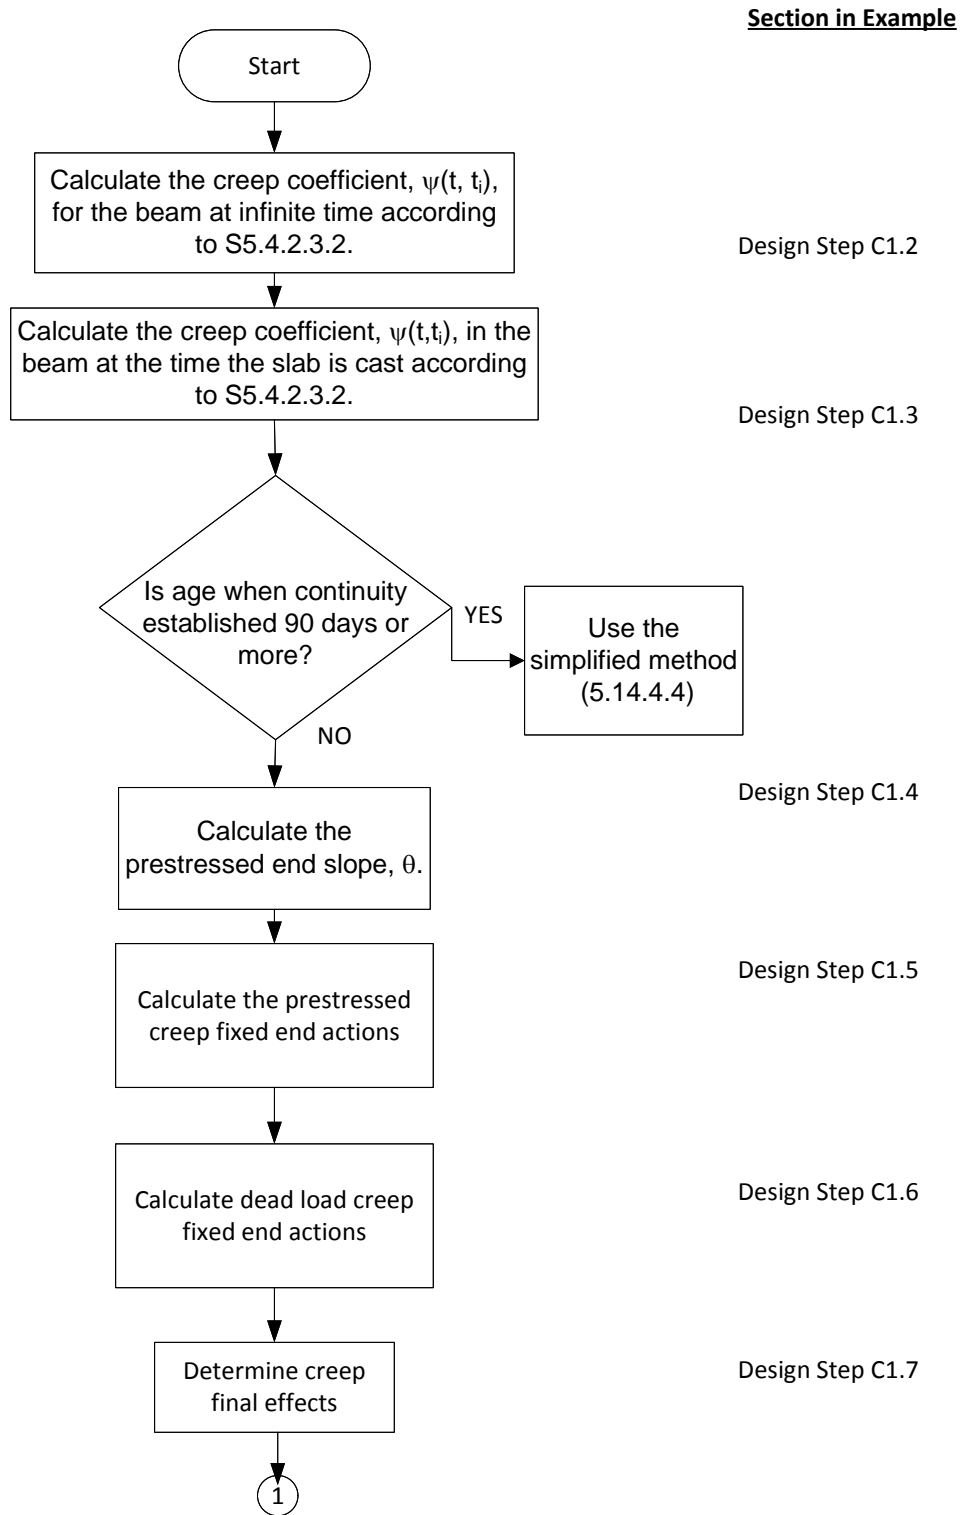 Section in Example
Start
Calculate the creep coefficient, ψ(t, tᵢ),
for the beam at infinite time according
to S5.4.2.3.2.
Design Step C1.2
Calculate the creep coefficient, ψ(t,tᵢ), in the
beam at the time the slab is cast according
to S5.4.2.3.2.
Design Step C1.3
Is age when continuity
established 90 days or
more?
YES
Use the
simplified method
(5.14.4.4)
NO
Design Step C1.4
Calculate the
prestressed end slope, θ.
Design Step C1.5
Calculate the prestressed
creep fixed end actions
Design Step C1.6
Calculate dead load creep
fixed end actions
Design Step C1.7
Determine creep
final effects
1